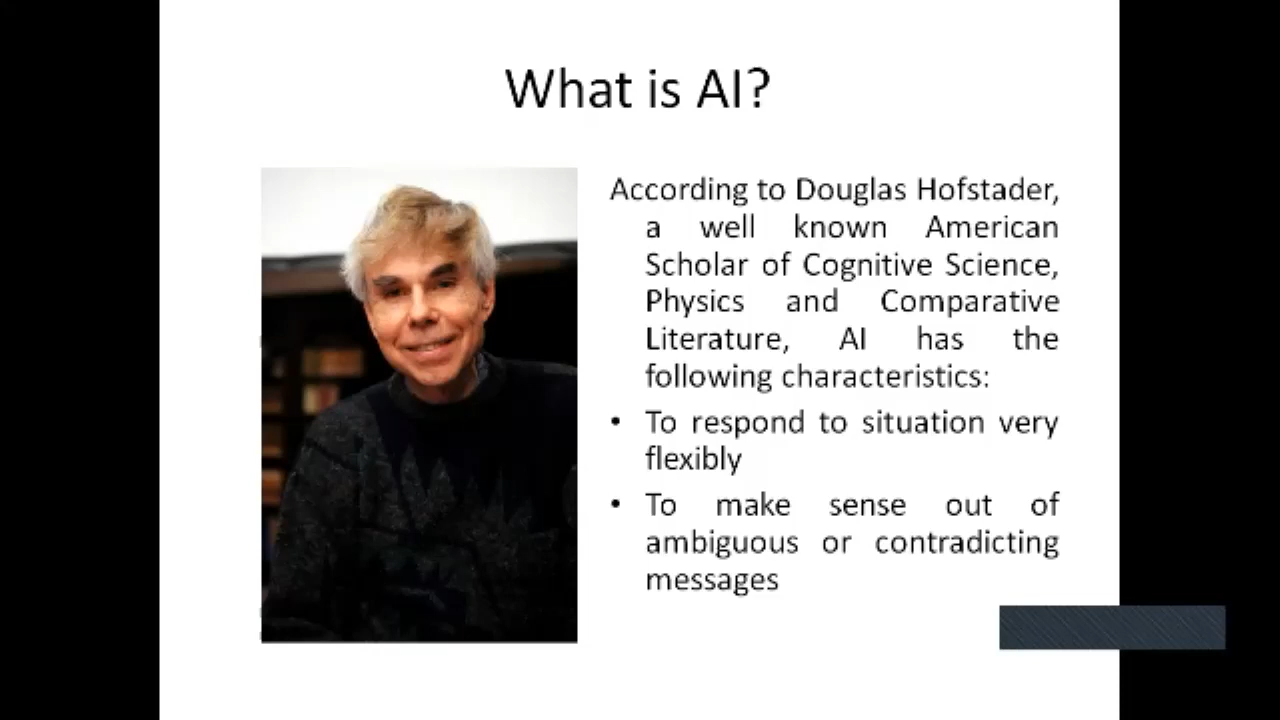 What is AI?
According to Douglas Hofstader,
a well known American
Scholar of Cognitive Science,
Physics and Comparative
Literature, AI has the
following characteristics:
• To respond to situation very
flexibly
• To make sense out of
ambiguous or contradicting
messages